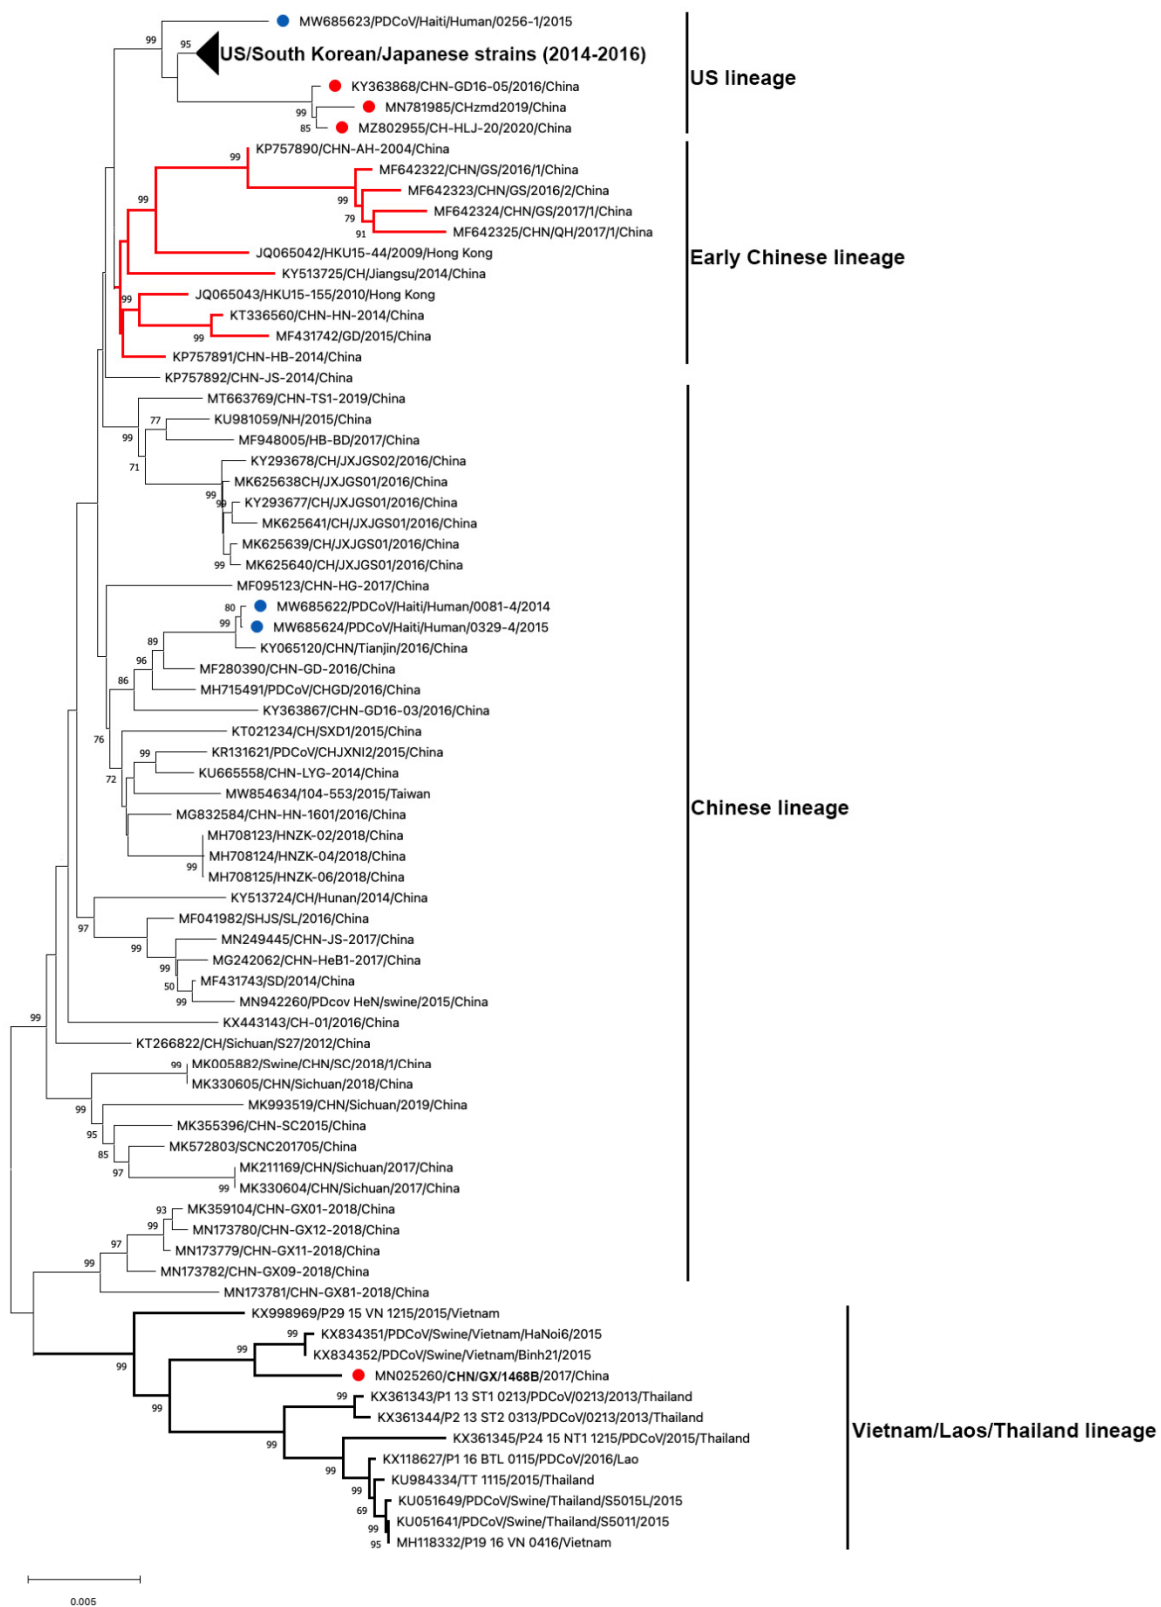 MW685623/PDCoV/Haiti/Human/0256-1/2015
99
95
US/South Korean/Japanese strains (2014-2016)
US lineage
KY363868/CHN-GD16-05/2016/China
MN781985/CHzmd2019/China
99
MZ802955/CH-HLJ-20/2020/China
85
KP757890/CHN-AH-2004/China
99
MF642322/CHN/GS/2016/1/China
MF642323/CHN/GS/2016/2/China
99
99
MF642324/CHN/GS/2017/1/China
79
MF642325/CHN/QH/2017/1/China
91
JQ065042/HKU15-44/2009/Hong Kong
Early Chinese lineage
KY513725/CH/Jiangsu/2014/China
JQ065043/HKU15-155/2010/Hong Kong
99
KT336560/CHN-HN-2014/China
MF431742/GD/2015/China
99
KP757891/CHN-HB-2014/China
KP757892/CHN-JS-2014/China
MT663769/CHN-TS1-2019/China
KU981059/NH/2015/China
77
99
MF948005/HB-BD/2017/China
71
KY293678/CH/JXJGS02/2016/China
MK625638CH/JXJGS01/2016/China
99
KY293677/CH/JXJGS01/2016/China
99
MK625641/CH/JXJGS01/2016/China
MK625639/CH/JXJGS01/2016/China
MK625640/CH/JXJGS01/2016/China
99
MF095123/CHN-HG-2017/China
80
MW685622/PDCoV/Haiti/Human/0081-4/2014
99
MW685624/PDCoV/Haiti/Human/0329-4/2015
89
KY065120/CHN/Tianjin/2016/China
96
MF280390/CHN-GD-2016/China
86
MH715491/PDCoV/CHGD/2016/China
KY363867/CHN-GD16-03/2016/China
KT021234/CH/SXD1/2015/China
76
99
KR131621/PDCoV/CHJXNI2/2015/China
KU665558/CHN-LYG-2014/China
72
MW854634/104-553/2015/Taiwan
Chinese lineage
MG832584/CHN-HN-1601/2016/China
MH708123/HNZK-02/2018/China
MH708124/HNZK-04/2018/China
99
MH708125/HNZK-06/2018/China
KY513724/CH/Hunan/2014/China
MF041982/SHJS/SL/2016/China
97
MN249445/CHN-JS-2017/China
99
MG242062/CHN-HeB1-2017/China
99
MF431743/SD/2014/China
50
MN942260/PDcov HeN/swine/2015/China
99
KX443143/CH-01/2016/China
99
KT266822/CH/Sichuan/S27/2012/China
99
MK005882/Swine/CHN/SC/2018/1/China
MK330605/CHN/Sichuan/2018/China
99
MK993519/CHN/Sichuan/2019/China
MK355396/CHN-SC2015/China
95
MK572803/SCNC201705/China
85
MK211169/CHN/Sichuan/2017/China
97
MK330604/CHN/Sichuan/2017/China
99
93
MK359104/CHN-GX01-2018/China
99
MN173780/CHN-GX12-2018/China
97
MN173779/CHN-GX11-2018/China
99
MN173782/CHN-GX09-2018/China
MN173781/CHN-GX81-2018/China
KX998969/P29 15 VN 1215/2015/Vietnam
99
KX834351/PDCoV/Swine/Vietnam/HaNoi6/2015
99
KX834352/PDCoV/Swine/Vietnam/Binh21/2015
99
MN025260/CHN/GX/1468B/2017/China
99
99
KX361343/P1 13 ST1 0213/PDCoV/0213/2013/Thailand
KX361344/P2 13 ST2 0313/PDCoV/0213/2013/Thailand
Vietnam/Laos/Thailand lineage
99
KX361345/P24 15 NT1 1215/PDCoV/2015/Thailand
KX118627/P1 16 BTL 0115/PDCoV/2016/Lao
99
KU984334/TT 1115/2015/Thailand
99
KU051649/PDCoV/Swine/Thailand/S5015L/2015
69
KU051641/PDCoV/Swine/Thailand/S5011/2015
99
MH118332/P19 16 VN 0416/Vietnam
95
0.005